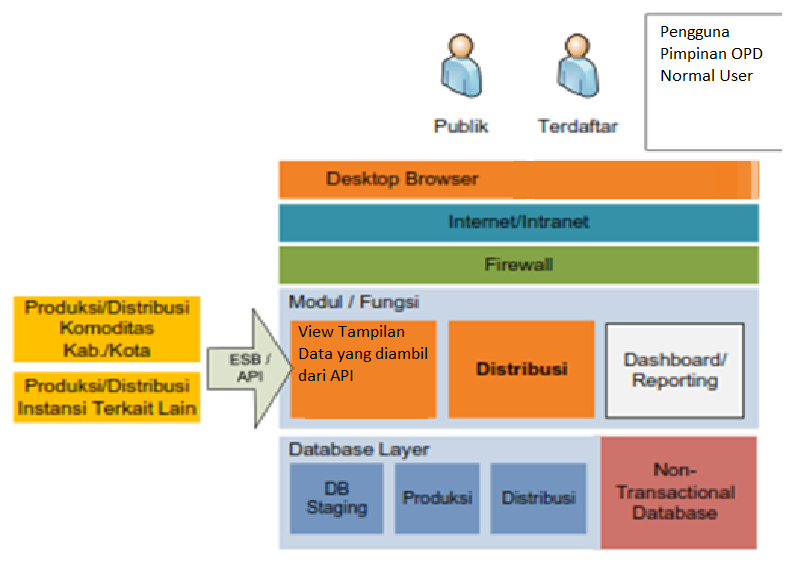 Pengguna
Pimpinan OPD
Normal User
Publik
Terdaftar
Desktop Browser
Internet/Intranet
Firewall
Produksi/Distribusi
Komoditas
Kab./Kota
Produksi/Distribusi
Instansi Terkait Lain
ESB /
API
Modul / Fungsi
View Tampilan
Data yang diambil
dari API
Distribusi
Dashboard/
Reporting
Database Layer
DB
Staging
Produksi
Distribusi
Non-
Transactional
Database